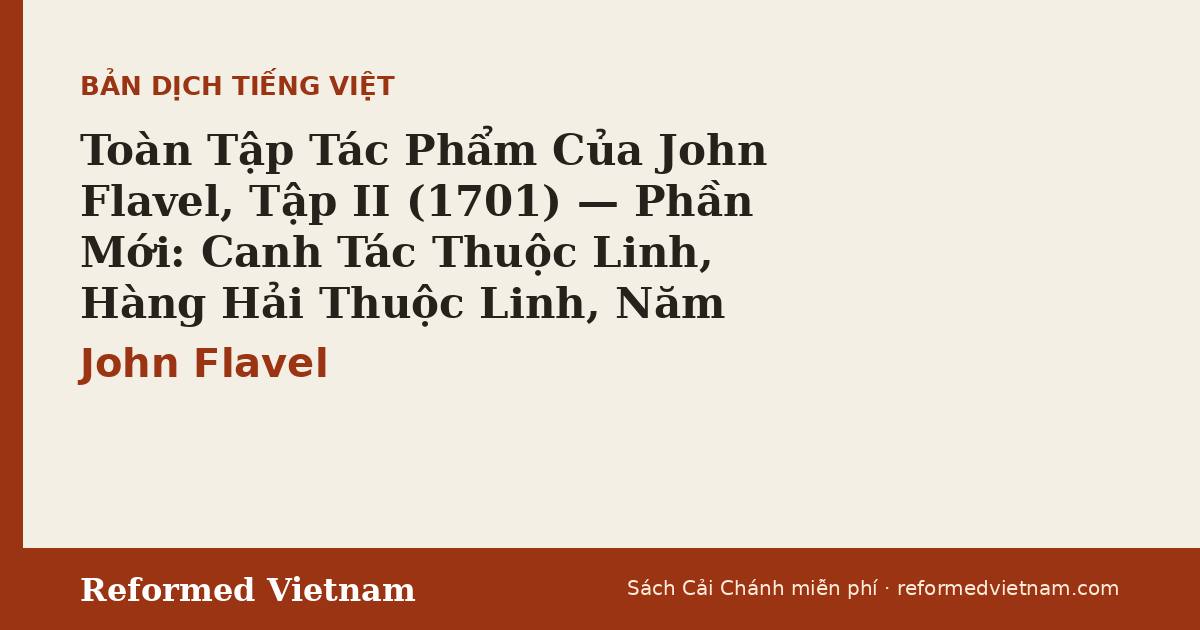 BẢN DỊCH TIẾNG VIỆT
Toàn Tập Tác Phẩm Của John
Flavel, Tập II (1701) — Phần
Mới: Canh Tác Thuộc Linh,
Hàng Hải Thuộc Linh, Năm
John Flavel
Reformed Vietnam
Sách Cải Chánh miễn phí · reformedvietnam.com